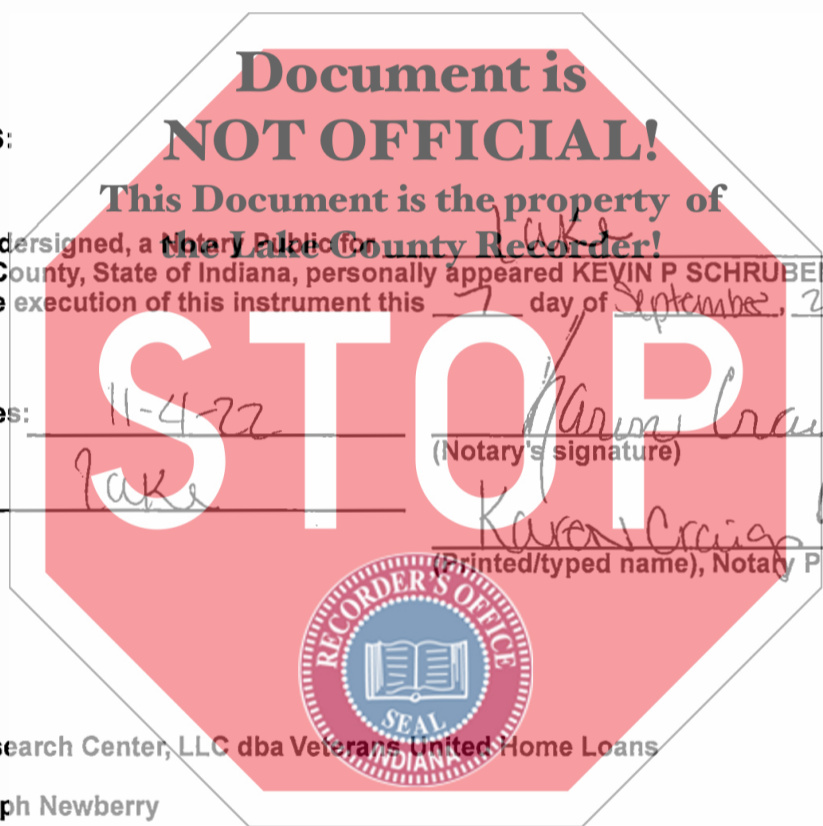 Document is
NOT OFFICIAL!
This Document is the property of
the Lake County Recorder!
s:
dersigned, a Notary Public for Lake
County, State of Indiana, personally appeared KEVIN P SCHRUBE
e execution of this instrument this 7 day of September, 2
es: 11-4-22
(Notary's signature)
Lake
Karen Craig
(Printed/typed name), Notary P
STOP
RECORDER'S OFFICE
SEAL
INDIANA
search Center, LLC dba Veterans United Home Loans
ph Newberry